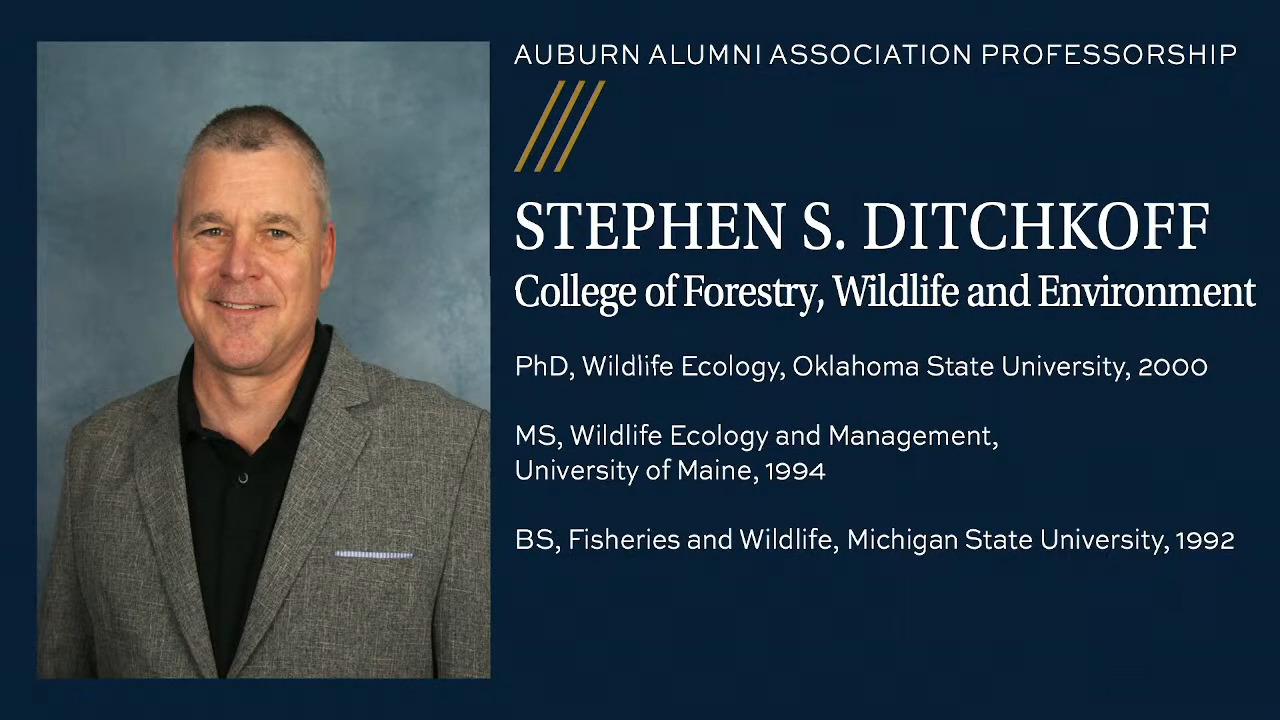 AUBURN ALUMNI ASSOCIATION PROFESSORSHIP
STEPHEN S. DITCHKOFF
College of Forestry, Wildlife and Environment
PhD, Wildlife Ecology, Oklahoma State University, 2000
MS, Wildlife Ecology and Management,
University of Maine, 1994
BS, Fisheries and Wildlife, Michigan State University, 1992